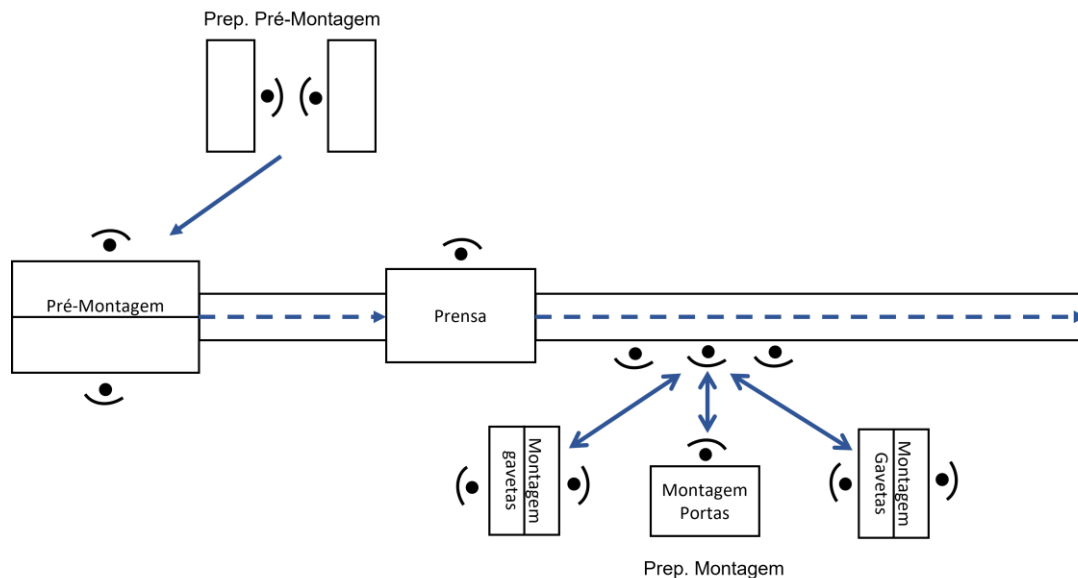 Prep. Pré-Montagem
Pré-Montagem
Prensa
Montagem
gavetas
Montagem
Portas
Montagem
Gavetas
Prep. Montagem